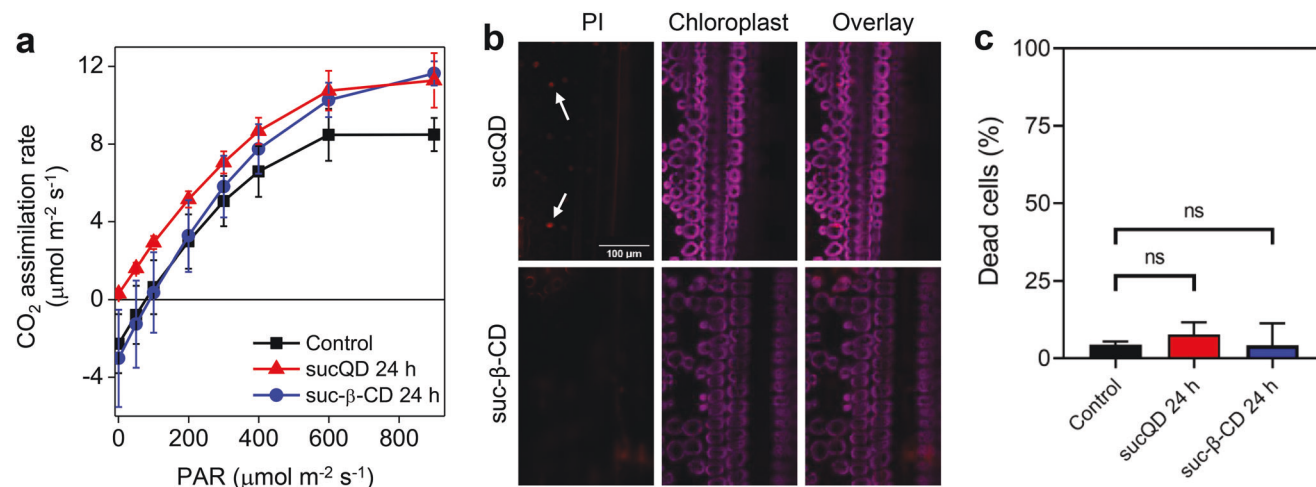 a
CO2 assimilation rate
(μmol m-2 s-1)
12
8
4
0
-4
Control
sucQD 24 h
suc-β-CD 24 h
0
200
400
600
800
PAR (μmol m-2 s-1)
b
PI
Chloroplast
Overlay
sucQD
100 μm
suc-β-CD
c
Dead cells (%)
100
75
50
25
0
ns
ns
Control
sucQD 24 h
suc-β-CD 24 h